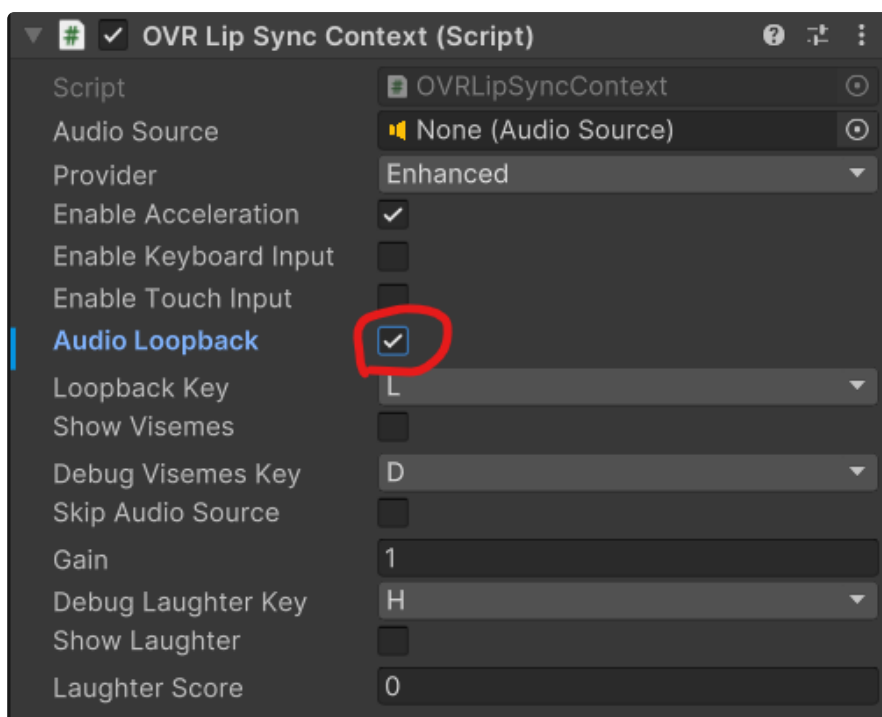 OVR Lip Sync Context (Script)
Script OVRLipSyncContext
Audio Source None (Audio Source)
Provider Enhanced
Enable Acceleration
Enable Keyboard Input
Enable Touch Input
Audio Loopback
Loopback Key L
Show Visemes
Debug Visemes Key D
Skip Audio Source
Gain 1
Debug Laughter Key H
Show Laughter
Laughter Score 0